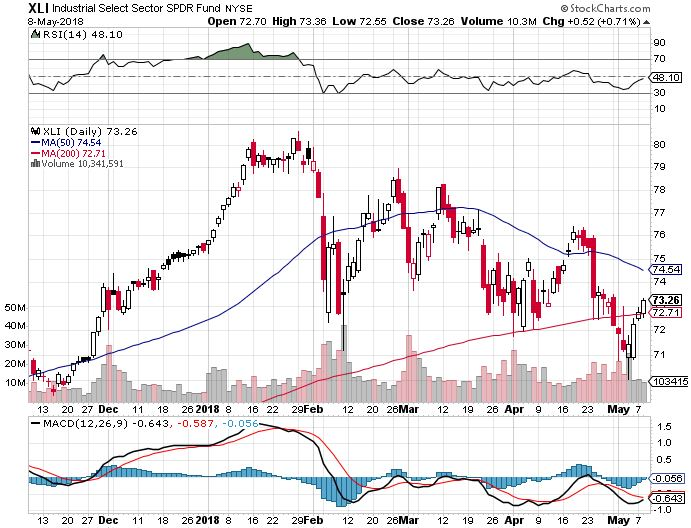 XLI Industrial Select Sector SPDR Fund NYSE © StockCharts.com
8-May-2018 Open 72.70 High 73.36 Low 72.55 Close 73.26 Volume 10.3M Chg +0.52 (+0.71%)
RSI(14) 48.10
90
70
48.10
30
10
XLI (Daily) 73.26
MA(50) 74.54
MA(200) 72.71
Volume 10,341,591
80
79
78
77
76
75
74.54
74
73.26
72.71
72
71
50M
40M
30M
20M
10M
103415
13 20 27 Dec 11 18 26 2018 8 16 22 29 Feb 12 20 26 Mar 12 19 26 Apr 9 16 23 May 7
MACD(12,26,9) -0.643, -0.587, -0.056
1.5
1.0
0.5
-0.056
-0.643
-1.0
13 20 27 Dec 11 18 26 2018 8 16 22 29 Feb 12 20 26 Mar 12 19 26 Apr 9 16 23 May 7